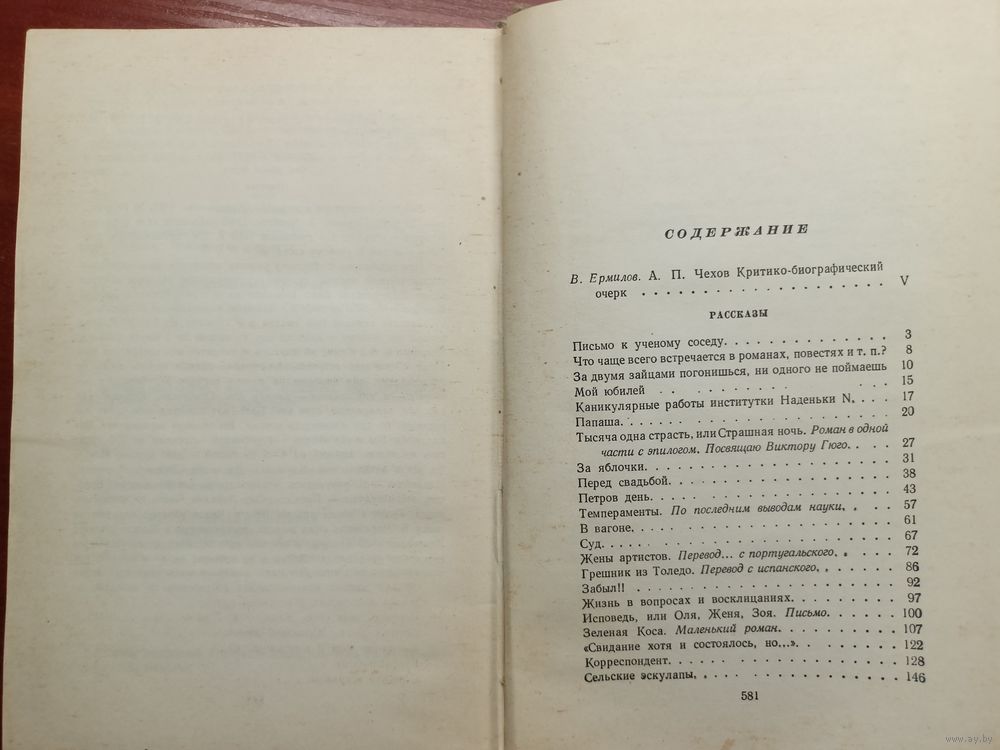 СОДЕРЖАНИЕ
В. Ермилов. А. П. Чехов Критико-биографический
очерк . . . . . . . . . . . . . . . . . . . . V
РАССКАЗЫ
Письмо к ученому соседу. . . . . . . . . . . . . . 3
Что чаще всего встречается в романах, повестях и т. п.? 8
За двумя зайцами погонишься, ни одного не поймаешь 10
Мой юбилей . . . . . . . . . . . . . . 15
Каникулярные работы институтки Наденьки N. . . . 17
Папаша. . . . . . . . . . . . . . . . . . . . 20
Тысяча одна страсть, или Страшная ночь. Роман в одной
части с эпилогом. Посвящаю Виктору Гюго. . . . 27
За яблочки. . . . . . . . . . . . . . . . . . . 31
Перед свадьбой. . . . . . . . . . . . . . . . . 38
Петров день. . . . . . . . . . . . . . . . . . 43
Темпераменты. По последним выводам науки. . . . 57
В вагоне. . . . . . . . . . . . . . . . . . . . 61
Суд. . . . . . . . . . . . . . . . . . . . . . 67
Жены артистов. Перевод... с португальского. . . . . 72
Грешник из Толедо. Перевод с испанского. . . . . . 86
Забыл!! . . . . . . . . . . . . . . . . . . . . 92
Жизнь в вопросах и восклицаниях. . . . . . . . . 97
Исповедь, или Оля, Женя, Зоя. Письмо. . . . . . 100
Зеленая Коса. Маленький роман. . . . . . . . . . 107
«Свидание хотя и состоялось, но...». . . . . . . . . 122
Корреспондент. . . . . . . . . . . . . . . . . . 128
Сельские эскулапы. . . . . . . . . . . . . . . . 146
581
www.ay.by